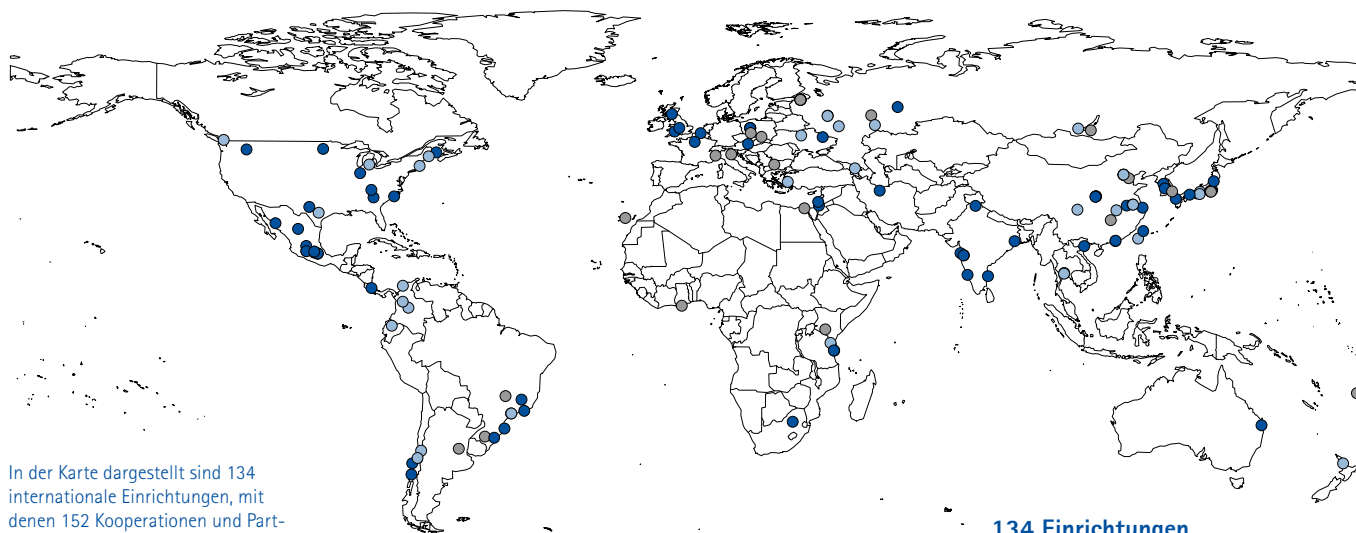 In der Karte dargestellt sind 134
internationale Einrichtungen, mit
denen 152 Kooperationen und Part-
134 Einrichtungen